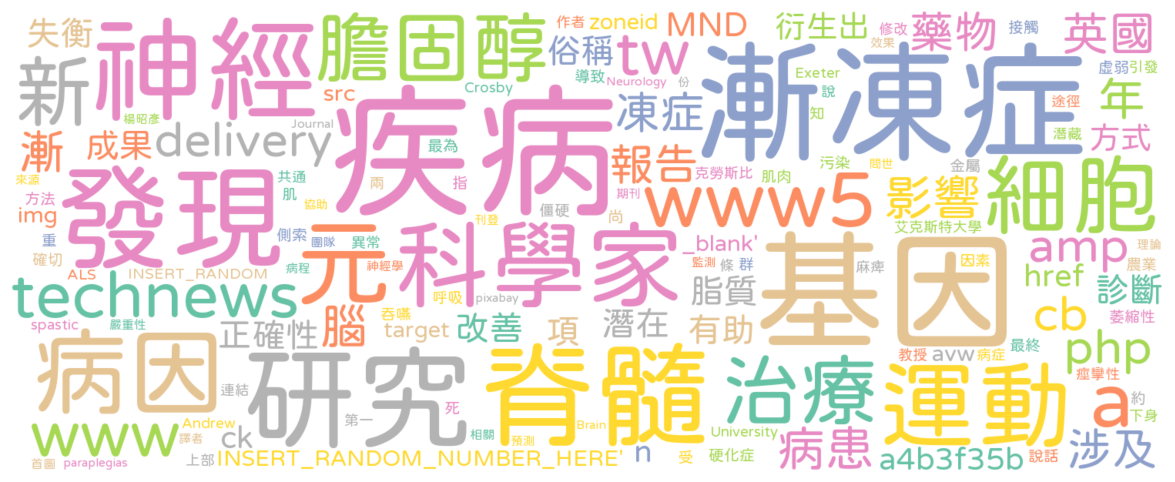 失衡
新
神經
膽固醇
俗稱
作者
zoneid
tw
MND
衍生出
修改
效果
藥物
接觸
英國
導致
src
Crosby
Neurology
份
Exeter
說
知
虛弱
引發
途徑
年
楊昭彥
Journal
漸
成果
delivery
疾病
凍症
漸凍症
潛藏
方式
最為
報告
克勞斯比
污染
問世
金屬
來源
方法
img
重
確切
發現
共通
肌
協助
兩
指
僵硬
期刊
www5
肌肉
影響
細胞
刊登
尚
艾克斯特大學
側索
團隊
異常
元
科學家
_blank'
監測
條
群
麻痺
基因
因素
amp
理論
農業
href
ALS
INSERT_RANDOM
病程
神經學
technews
呼吸
pixabay
脂質
診斷
spastic
嚴重性
正確性
腦
吞嚥
target
改善
項
潛在
有助
cb
萎縮性
教授
avw
病症
最終
php
痙攣性
病因
連結
研究
第一
死
脊髓
治療
運動
a
約
下身
www
Andrew
譯者
ck
相關
預測
Brain
University
病患
涉及
首圖
paraplegias
上部
INSERT_RANDOM_NUMBER_HERE'
n
受
硬化症
a4b3f35b
說話